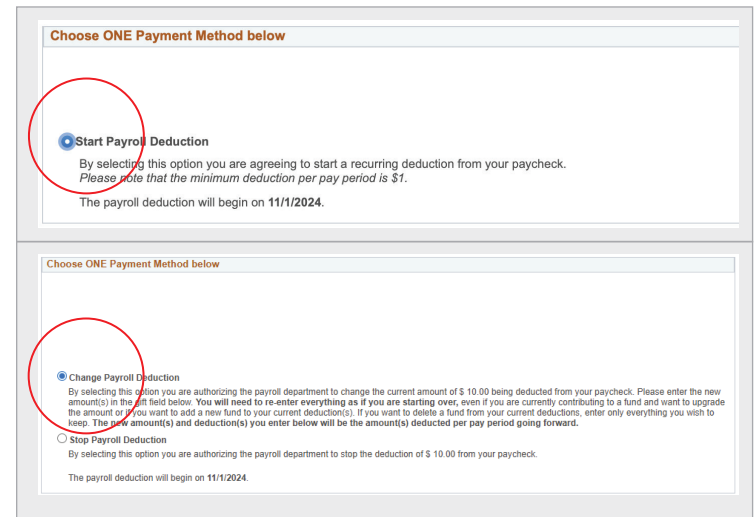 Choose ONE Payment Method below
Start Payroll Deduction
By selecting this option you are agreeing to start a recurring deduction from your paycheck.
Please note that the minimum deduction per pay period is $1.
The payroll deduction will begin on 11/1/2024.
Choose ONE Payment Method below
Change Payroll Deduction
By selecting this option you are authorizing the payroll department to change the current amount of $ 10.00 being deducted from your paycheck. Please enter the new
amount(s) in the gift field below. You will need to re-enter everything as if you are starting over, even if you are currently contributing to a fund and want to upgrade
the amount or if you want to add a new fund to your current deduction(s). If you want to delete a fund from your current deductions, enter only everything you wish to
keep. The new amount(s) and deduction(s) you enter below will be the amount(s) deducted per pay period going forward.
Stop Payroll Deduction
By selecting this option you are authorizing the payroll department to stop the deduction of $ 10.00 from your paycheck.
The payroll deduction will begin on 11/1/2024.